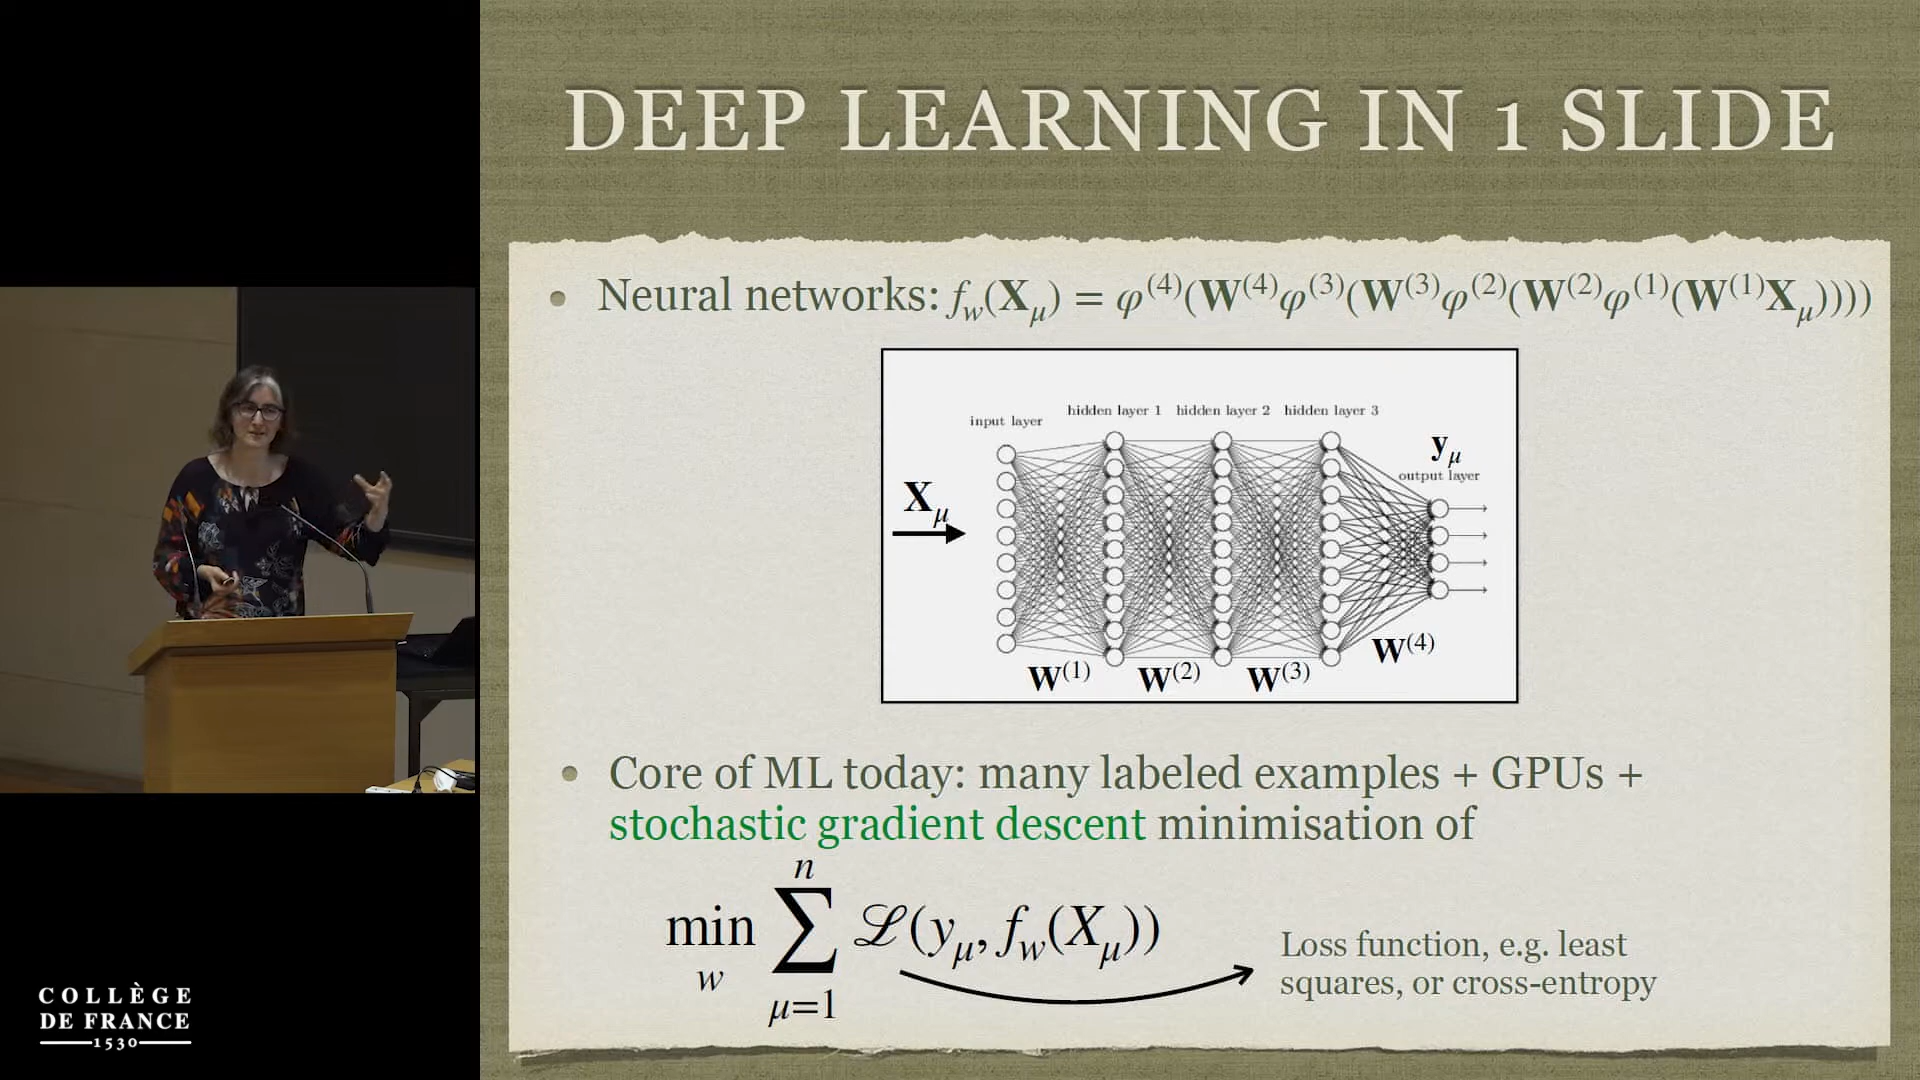 DEEP LEARNING IN 1 SLIDE
• Neural networks: f_w(X_μ) = φ^(4)(W^(4)φ^(3)(W^(3)φ^(2)(W^(2)φ^(1)(W^(1)X_μ))))
input layer
hidden layer 1 hidden layer 2 hidden layer 3
y_μ
output layer
X_μ
W^(1) W^(2) W^(3) W^(4)
• Core of ML today: many labeled examples + GPUs +
stochastic gradient descent minimisation of
min_w ∑_{μ=1}^{n} ℒ(y_μ, f_w(X_μ))
Loss function, e.g. least
squares, or cross-entropy
COLLÈGE
DE FRANCE
1530